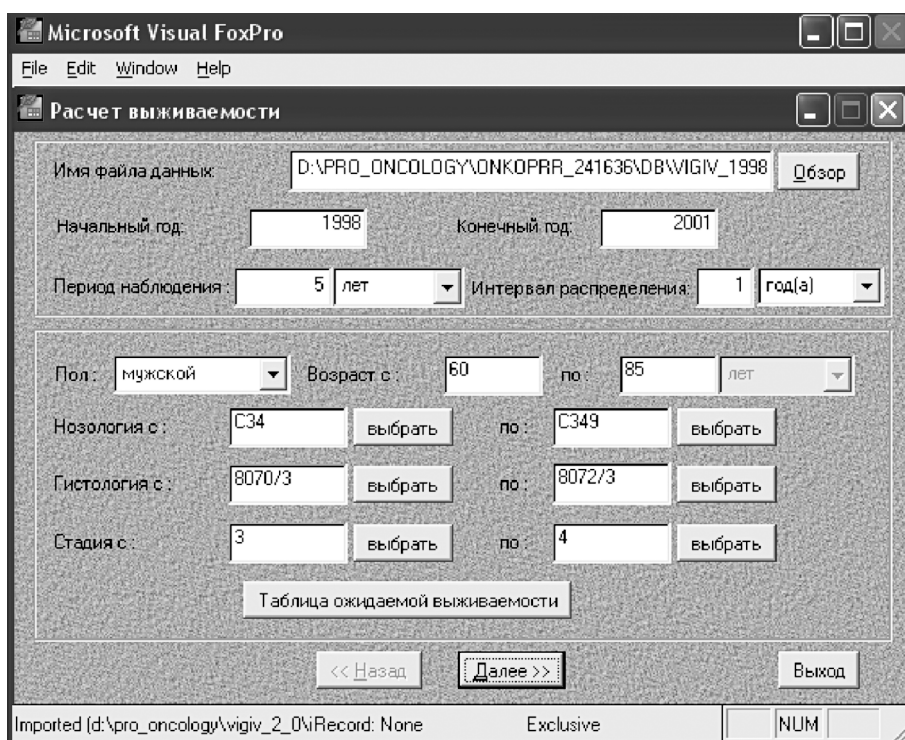 Microsoft Visual FoxPro
File Edit Window Help
Расчет выживаемости
Имя файла данных: D:\PRO_ONCOLOGY\ONKOPRR_241636\DB\VIGIV_1998 Обзор
Начальный год: 1998 Конечный год: 2001
Период наблюдения : 5 лет Интервал распределения: 1 год(а)
Пол : мужской Возраст с : 60 по : 85 лет
Нозология с : C34 выбрать по : C349 выбрать
Гистология с : 8070/3 выбрать по : 8072/3 выбрать
Стадия с : 3 выбрать по : 4 выбрать
Таблица ожидаемой выживаемости
<< Назад Далее >> Выход
Imported (d:\pro_oncology\vigiv_2_0\iRecord: None Exclusive NUM